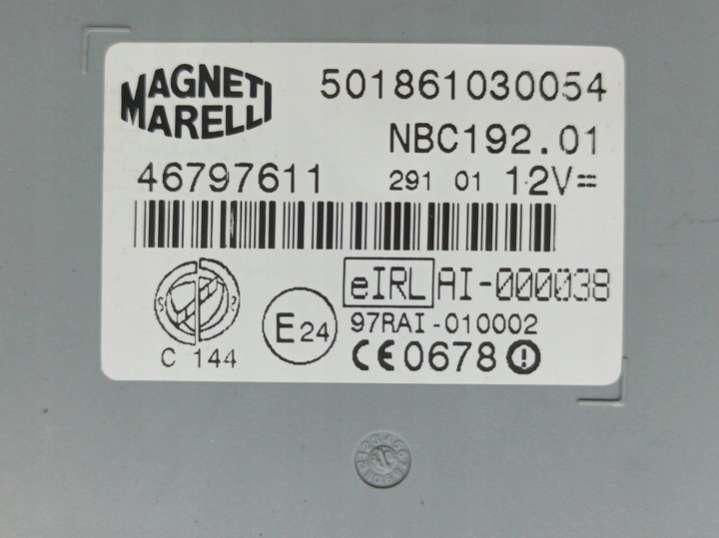 MAGNETI MARELLI
501861030054
NBC192.01
46797611 291 01 12V=
eIRL AI-000038
E24 97RAI-010002
C 144 CE0678